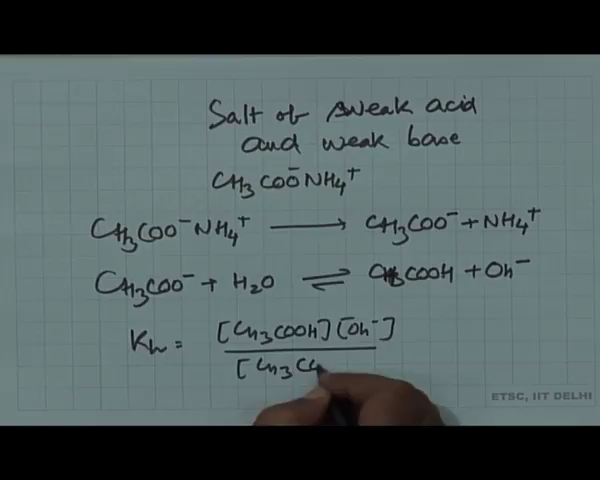 Salt of weak acid
and weak base
CH3COO⁻NH4⁺
CH3COO⁻NH4⁺ ⟶ CH3COO⁻ + NH4⁺
CH3COO⁻ + H2O ⇌ CH3COOH + OH⁻
Kh = [CH3COOH][OH⁻]
[CH3CO
ETSC, IIT DELHI